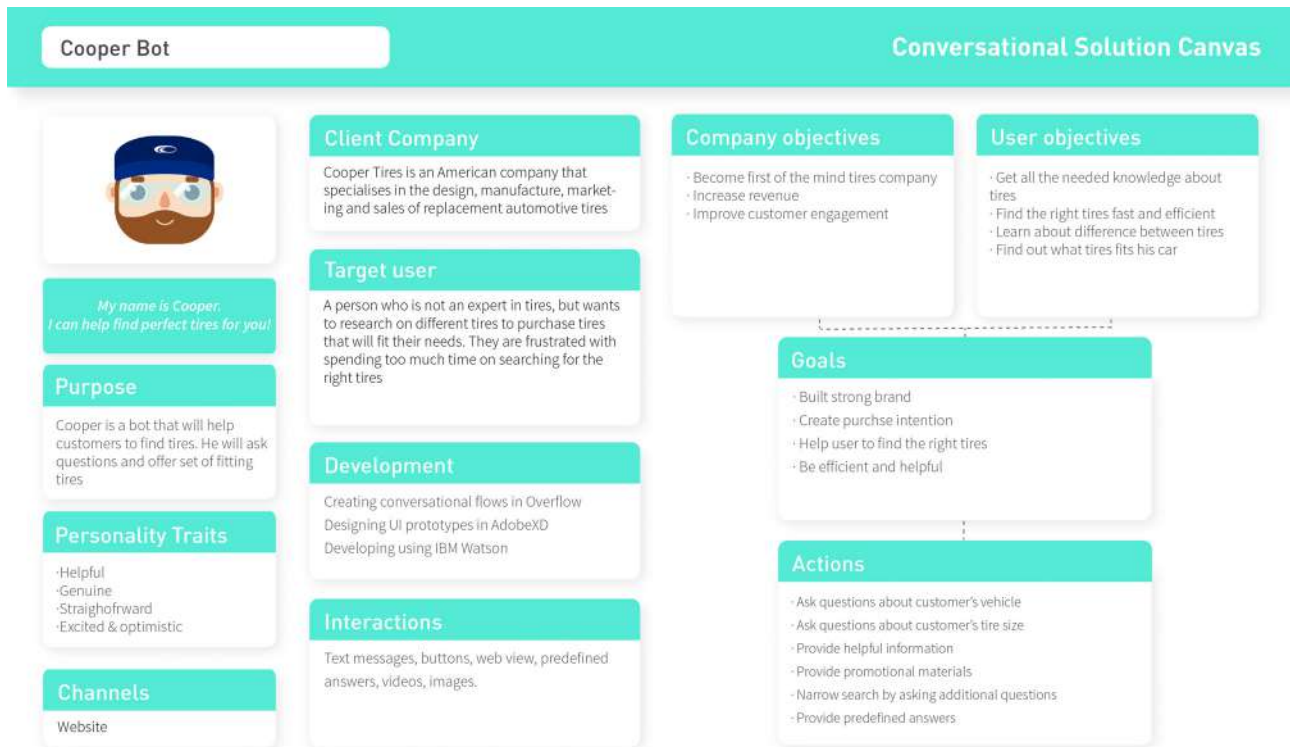 Cooper Bot
Conversational Solution Canvas
My name is Cooper.
I can help find perfect tires for you!
Purpose
Cooper is a bot that will help
customers to find tires. He will ask
questions and offer set of fitting
tires
Personality Traits
·Helpful
·Genuine
·Straighofrward
·Excited & optimistic
Channels
Website
Client Company
Cooper Tires is an American company that
specialises in the design, manufacture, market-
ing and sales of replacement automotive tires
Target user
A person who is not an expert in tires, but wants
to research on different tires to purchase tires
that will fit their needs. They are frustrated with
spending too much time on searching for the
right tires
Development
Creating conversational flows in Overflow
Designing UI prototypes in AdobeXD
Developing using IBM Watson
Interactions
Text messages, buttons, web view, predefined
answers, videos, images.
Company objectives
· Become first of the mind tires company
· Increase revenue
· Improve customer engagement
User objectives
· Get all the needed knowledge about
tires
· Find the right tires fast and efficient
· Learn about difference between tires
· Find out what tires fits his car
Goals
· Built strong brand
· Create purchse intention
· Help user to find the right tires
· Be efficient and helpful
Actions
· Ask questions about customer's vehicle
· Ask questions about customer's tire size
· Provide helpful information
· Provide promotional materials
· Narrow search by asking additional questions
· Provide predefined answers